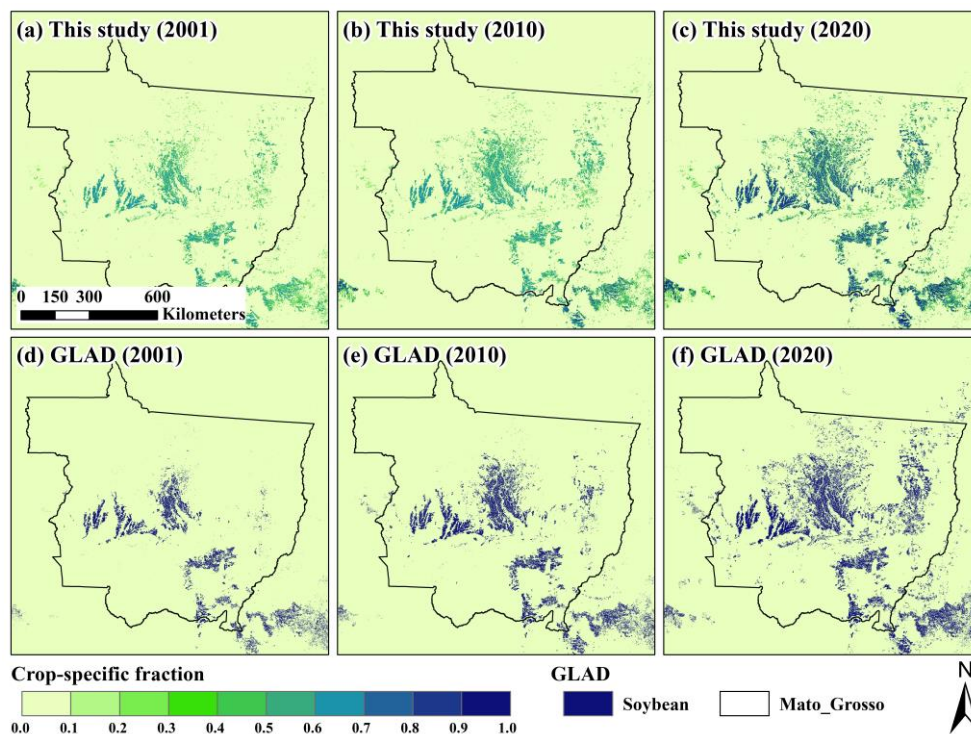 (a) This study (2001)
(b) This study (2010)
(c) This study (2020)
0 150 300 600
Kilometers
(d) GLAD (2001)
(e) GLAD (2010)
(f) GLAD (2020)
Crop-specific fraction
GLAD
N
Soybean
Mato_Grosso
0.0 0.1 0.2 0.3 0.4 0.5 0.6 0.7 0.8 0.9 1.0